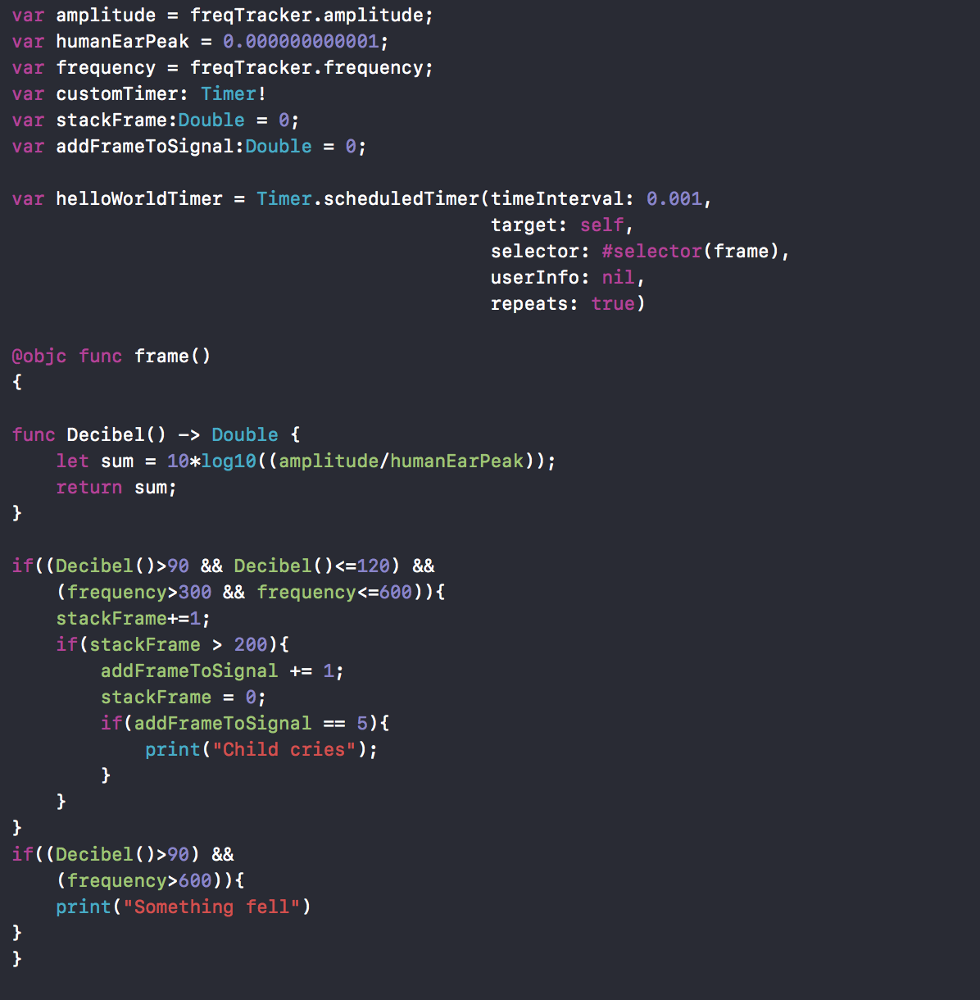 var amplitude = freqTracker.amplitude;
var humanEarPeak = 0.000000000001;
var frequency = freqTracker.frequency;
var customTimer: Timer!
var stackFrame:Double = 0;
var addFrameToSignal:Double = 0;

var helloWorldTimer = Timer.scheduledTimer(timeInterval: 0.001,
                                           target: self,
                                           selector: #selector(frame),
                                           userInfo: nil,
                                           repeats: true)

@objc func frame()
{

func Decibel() -> Double {
    let sum = 10*log10((amplitude/humanEarPeak));
    return sum;
}

if((Decibel()>90 && Decibel()<=120) &&
    (frequency>300 && frequency<=600)){
    stackFrame+=1;
    if(stackFrame > 200){
        addFrameToSignal += 1;
        stackFrame = 0;
        if(addFrameToSignal == 5){
            print("Child cries");
        }
    }
}
if((Decibel()>90) &&
    (frequency>600)){
    print("Something fell")
}
}